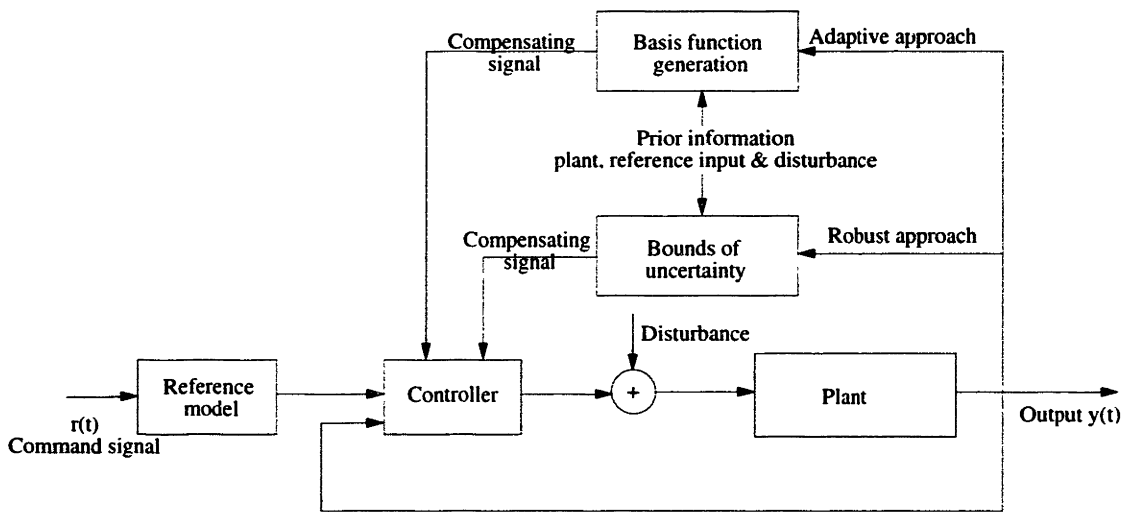 Compensating
signal
Basis function
generation
Adaptive approach
Prior information
plant, reference input & disturbance
Compensating
signal
Bounds of
uncertainty
Robust approach
Disturbance
Reference
model
Controller
+
Plant
r(t)
Command signal
Output y(t)